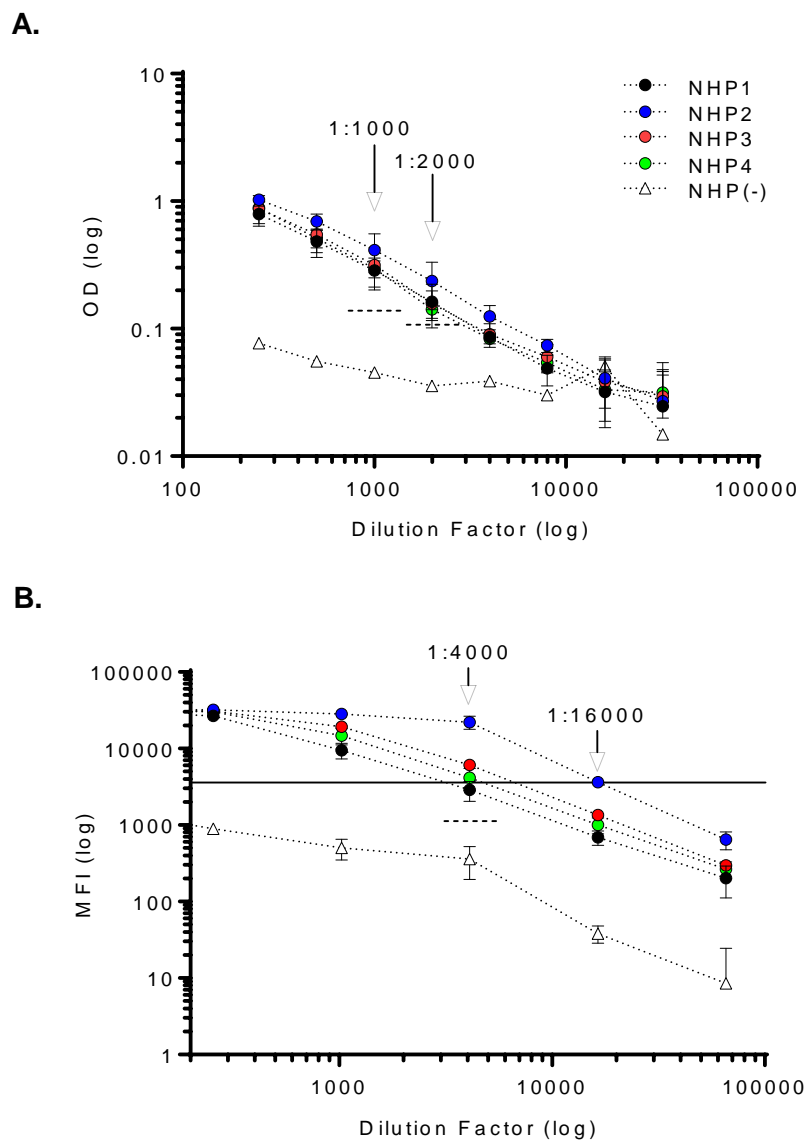 A.
10
1
0.1
0.01
OD (log)
1:1000
1:2000
NHP1
NHP2
NHP3
NHP4
NHP(-)
100
1000
10000
100000
Dilution Factor (log)
B.
100000
10000
1000
100
10
1
MFI (log)
1:4000
1:16000
1000
10000
100000
Dilution Factor (log)